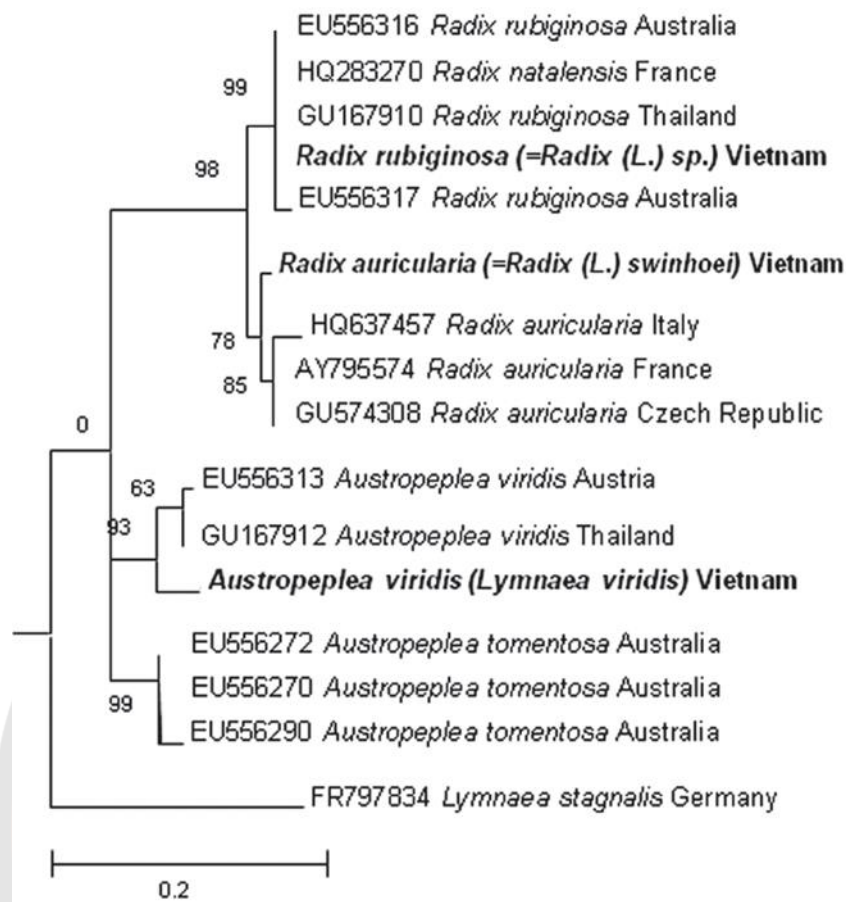 EU556316 Radix rubiginosa Australia
99
HQ283270 Radix natalensis France
GU167910 Radix rubiginosa Thailand
Radix rubiginosa (=Radix (L.) sp.) Vietnam
98
EU556317 Radix rubiginosa Australia
Radix auricularia (=Radix (L.) swinhoei) Vietnam
HQ637457 Radix auricularia Italy
78
AY795574 Radix auricularia France
85
GU574308 Radix auricularia Czech Republic
0
EU556313 Austropeplea viridis Austria
63
93
GU167912 Austropeplea viridis Thailand
Austropeplea viridis (Lymnaea viridis) Vietnam
EU556272 Austropeplea tomentosa Australia
EU556270 Austropeplea tomentosa Australia
99
EU556290 Austropeplea tomentosa Australia
FR797834 Lymnaea stagnalis Germany
0.2